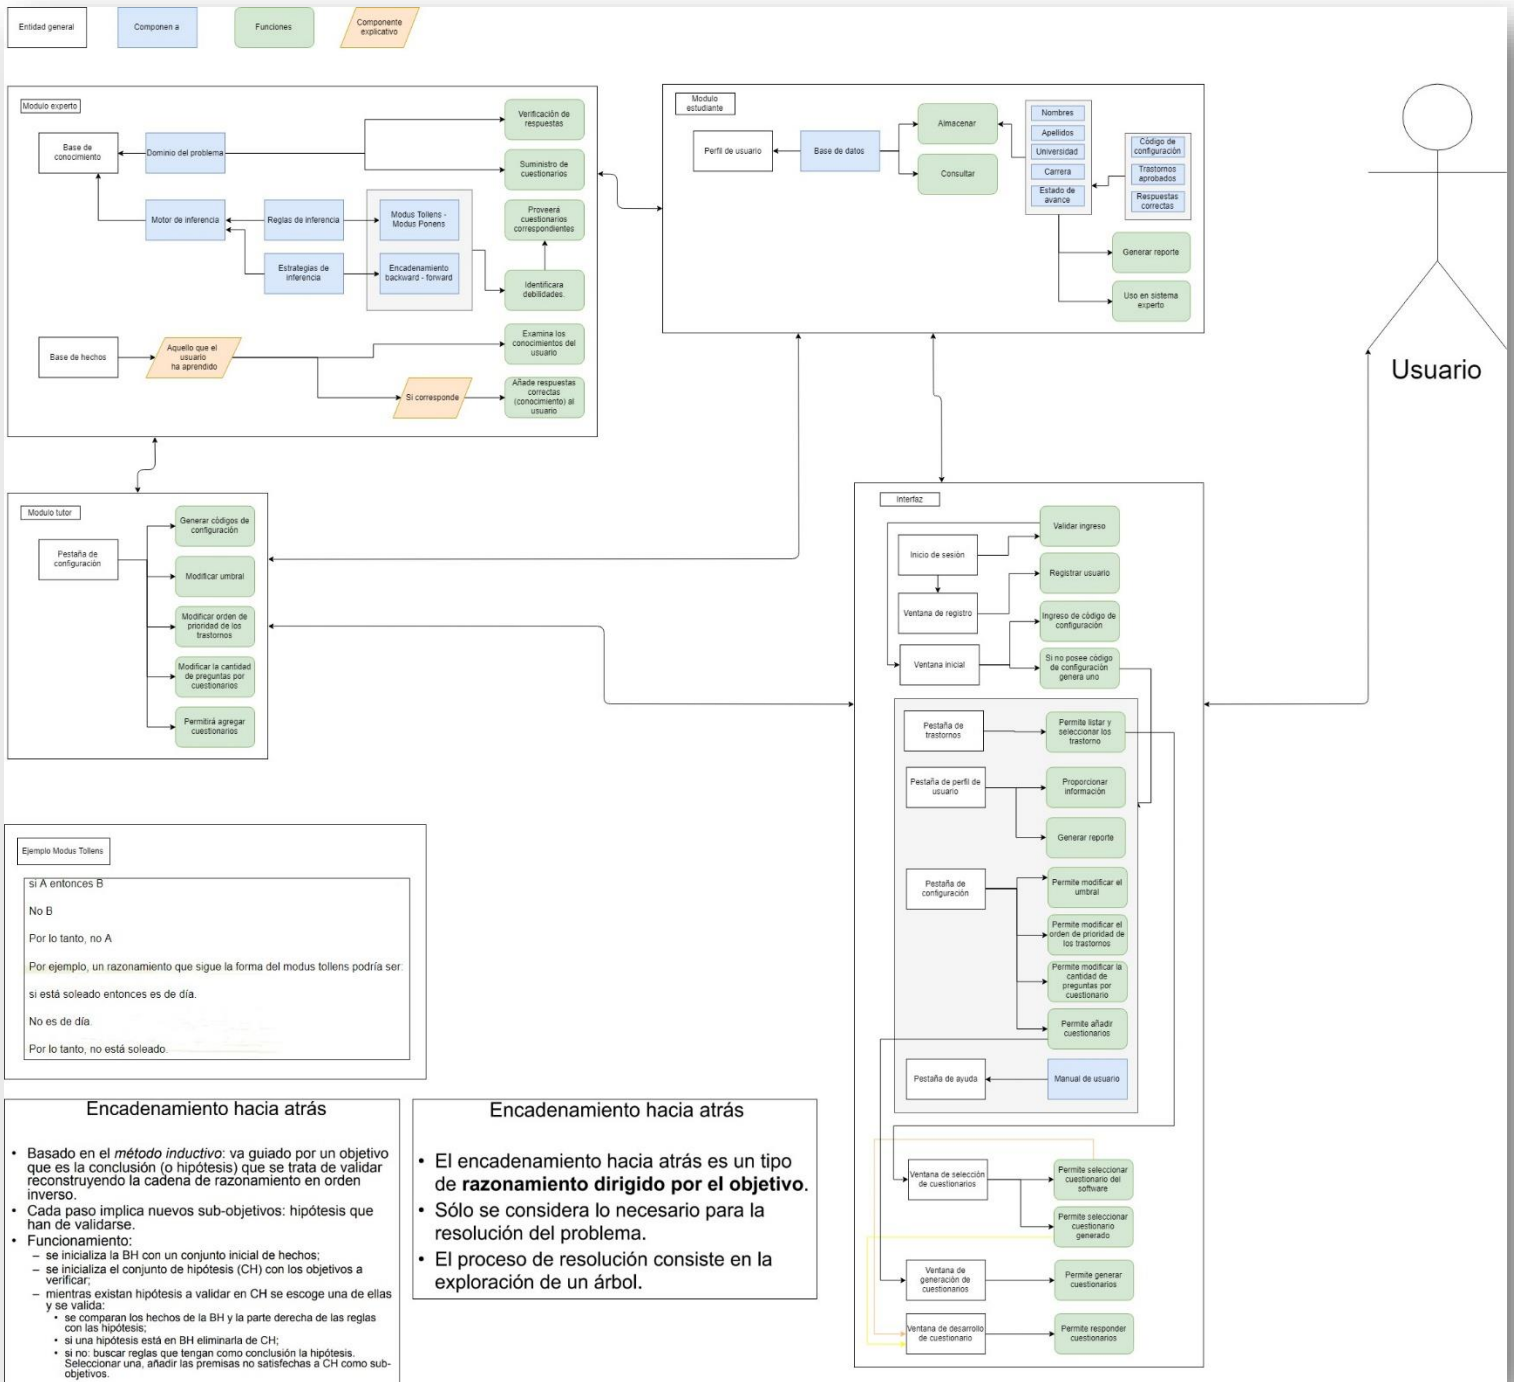 Entidad general
Componen a
Funciones
Componente
explicativo
Modulo experto
Base de
conocimiento
Dominio del problema
Verificación de
respuestas
Suministro de
cuestionarios
Motor de inferencia
Reglas de inferencia
Modus Tollens -
Modus Ponens
Proveerá
cuestionarios
correspondientes
Estrategias de
inferencia
Encadenamiento
backward - forward
Identificara
debilidades.
Base de hechos
Aquello que el
usuario
ha aprendido
Examina los
conocimientos del
usuario
Si corresponde
Añade respuestas
correctas
(conocimiento) al
usuario
Modulo
estudiante
Perfil de usuario
Base de datos
Almacenar
Consultar
Nombres
Apellidos
Universidad
Carrera
Estado de
avance
Código de
configuración
Trastornos
aprobados
Respuestas
correctas
Generar reporte
Uso en sistema
experto
Usuario
Modulo tutor
Pestaña de
configuración
Generar códigos de
configuración
Modificar umbral
Modificar orden de
prioridad de los
trastornos
Modificar la cantidad
de preguntas por
cuestionarios
Permitirá agregar
cuestionarios
Interfaz
Inicio de sesión
Validar ingreso
Ventana de registro
Registrar usuario
Ventana inicial
Ingreso de código de
configuración
Si no posee código
de configuración
genera uno
Pestaña de
trastornos
Permite listar y
seleccionar los
trastorno
Pestaña de perfil de
usuario
Proporcionar
información
Generar reporte
Pestaña de
configuración
Permite modificar el
umbral
Permite modificar el
orden de prioridad de
los trastornos
Permite modificar la
cantidad de
preguntas por
cuestionario
Permite añadir
cuestionarios
Pestaña de ayuda
Manual de usuario
Ventana de selección
de cuestionarios
Permite seleccionar
cuestionario del
software
Permite seleccionar
cuestionario
generado
Ventana de
generación de
cuestionarios
Permite generar
cuestionarios
Ventana de desarrollo
de cuestionario
Permite responder
cuestionarios
Ejemplo Modus Tollens
si A entonces B
No B
Por lo tanto, no A
Por ejemplo, un razonamiento que sigue la forma del modus tollens podría ser:
si está soleado entonces es de día.
No es de día.
Por lo tanto, no está soleado.
Encadenamiento hacia atrás
• Basado en el método inductivo: va guiado por un objetivo
que es la conclusión (o hipótesis) que se trata de validar
reconstruyendo la cadena de razonamiento en orden
inverso.
• Cada paso implica nuevos sub-objetivos: hipótesis que
han de validarse.
• Funcionamiento:
– se inicializa la BH con un conjunto inicial de hechos;
– se inicializa el conjunto de hipótesis (CH) con los objetivos a
verificar;
– mientras existan hipótesis a validar en CH se escoge una de ellas
y se valida:
• se comparan los hechos de la BH y la parte derecha de las reglas
con las hipótesis;
• si una hipótesis está en BH eliminarla de CH;
• si no: buscar reglas que tengan como conclusión la hipótesis.
Seleccionar una, añadir las premisas no satisfechas a CH como sub-
objetivos.
Encadenamiento hacia atrás
• El encadenamiento hacia atrás es un tipo
de razonamiento dirigido por el objetivo.
• Sólo se considera lo necesario para la
resolución del problema.
• El proceso de resolución consiste en la
exploración de un árbol.